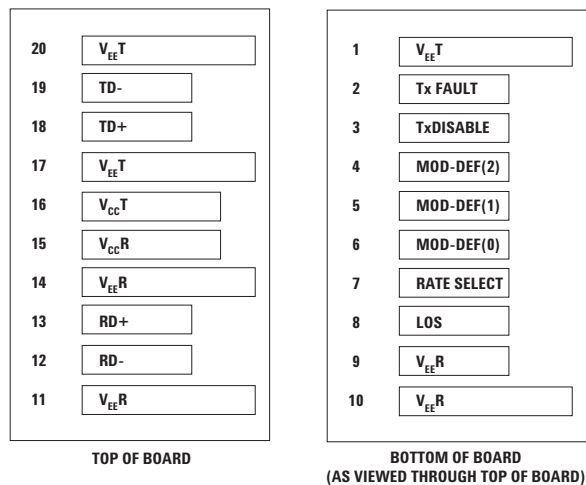 20 VEET
19 TD-
18 TD+
17 VEET
16 VCCT
15 VCCR
14 VEER
13 RD+
12 RD-
11 VEER
TOP OF BOARD
1 VEET
2 Tx FAULT
3 TxDISABLE
4 MOD-DEF(2)
5 MOD-DEF(1)
6 MOD-DEF(0)
7 RATE SELECT
8 LOS
9 VEER
10 VEER
BOTTOM OF BOARD
(AS VIEWED THROUGH TOP OF BOARD)